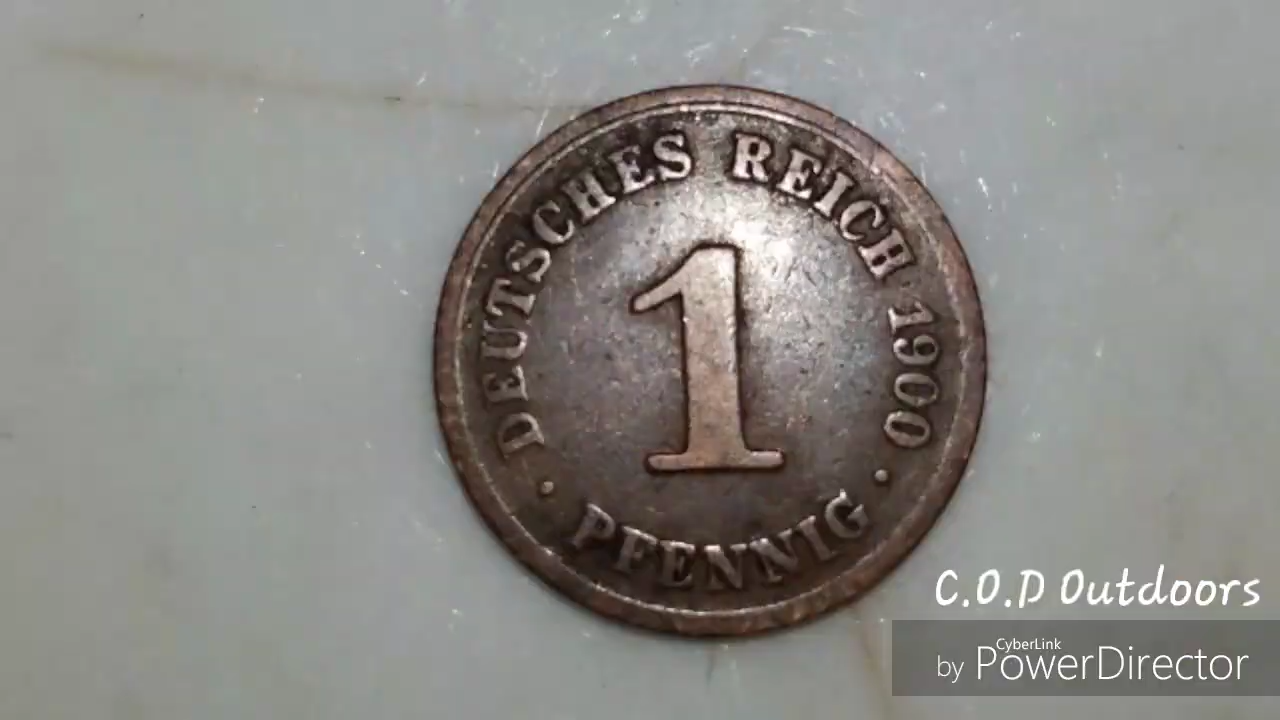 DEUTSCHES REICH 1900
1
· PFENNIG ·
C.O.D Outdoors
CyberLink
by PowerDirector